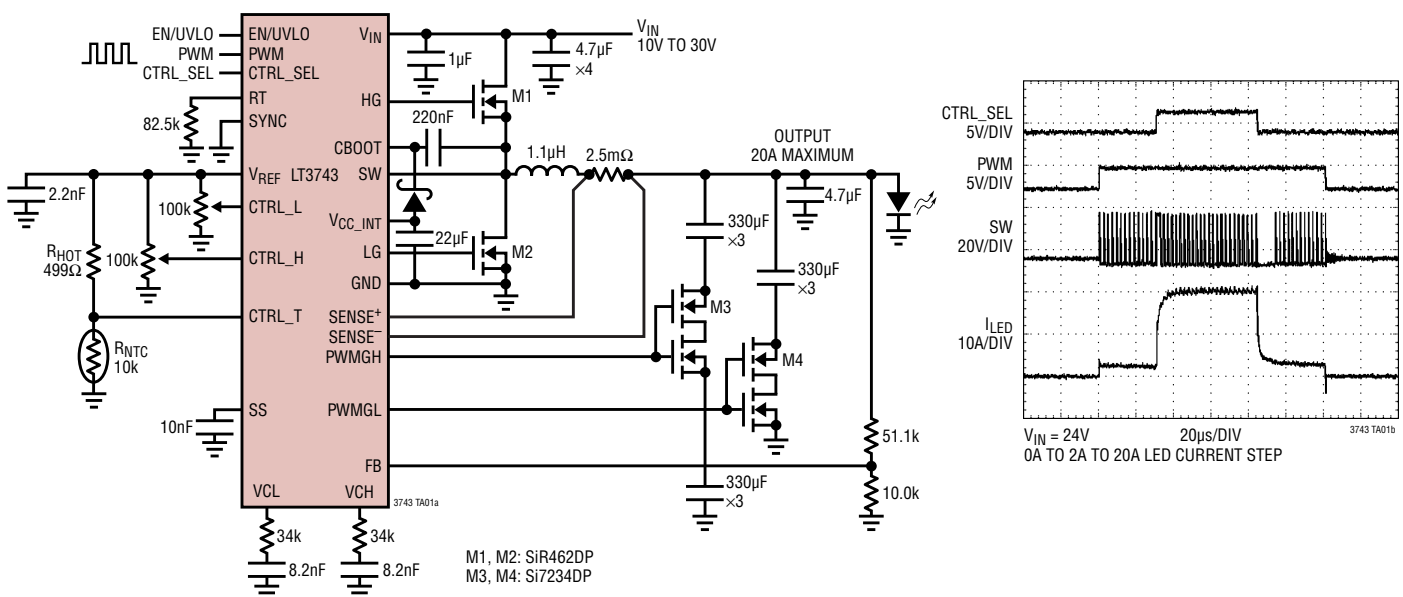 EN/UVLO
PWM
CTRL_SEL
EN/UVLO
PWM
CTRL_SEL
RT
82.5k
SYNC
2.2nF
VREF
LT3743
100k
CTRL_L
RHOT
499Ω
100k
CTRL_H
CTRL_T
RNTC
10k
SS
10nF
VCL
VCH
34k
8.2nF
34k
8.2nF
VIN
HG
CBOOT
SW
VCC_INT
LG
GND
SENSE+
SENSE–
PWMGH
PWMGL
FB
3743 TA01a
1µF
4.7µF
×4
VIN
10V TO 30V
M1
220nF
1.1µH
2.5mΩ
22µF
M2
OUTPUT
20A MAXIMUM
4.7µF
330µF
×3
330µF
×3
M3
M4
330µF
×3
51.1k
10.0k
M1, M2: SiR462DP
M3, M4: Si7234DP
CTRL_SEL
5V/DIV
PWM
5V/DIV
SW
20V/DIV
ILED
10A/DIV
VIN = 24V
20µs/DIV
3743 TA01b
0A TO 2A TO 20A LED CURRENT STEP